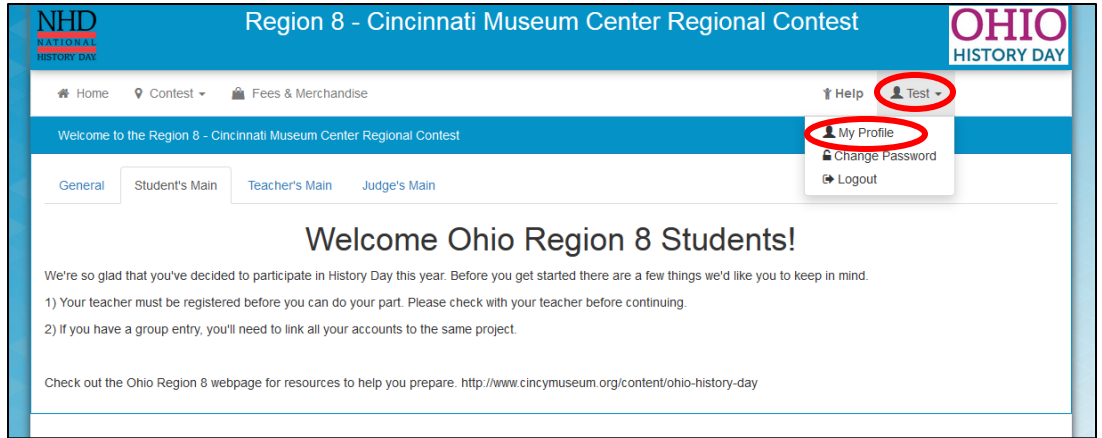 NHD
NATIONAL
HISTORY DAY
Region 8 - Cincinnati Museum Center Regional Contest
OHIO
HISTORY DAY
Home Contest Fees & Merchandise Help Test
Welcome to the Region 8 - Cincinnati Museum Center Regional Contest
My Profile
Change Password
Logout
General Student's Main Teacher's Main Judge's Main
Welcome Ohio Region 8 Students!
We're so glad that you've decided to participate in History Day this year. Before you get started there are a few things we'd like you to keep in mind.
1) Your teacher must be registered before you can do your part. Please check with your teacher before continuing.
2) If you have a group entry, you'll need to link all your accounts to the same project.
Check out the Ohio Region 8 webpage for resources to help you prepare. http://www.cincymuseum.org/content/ohio-history-day